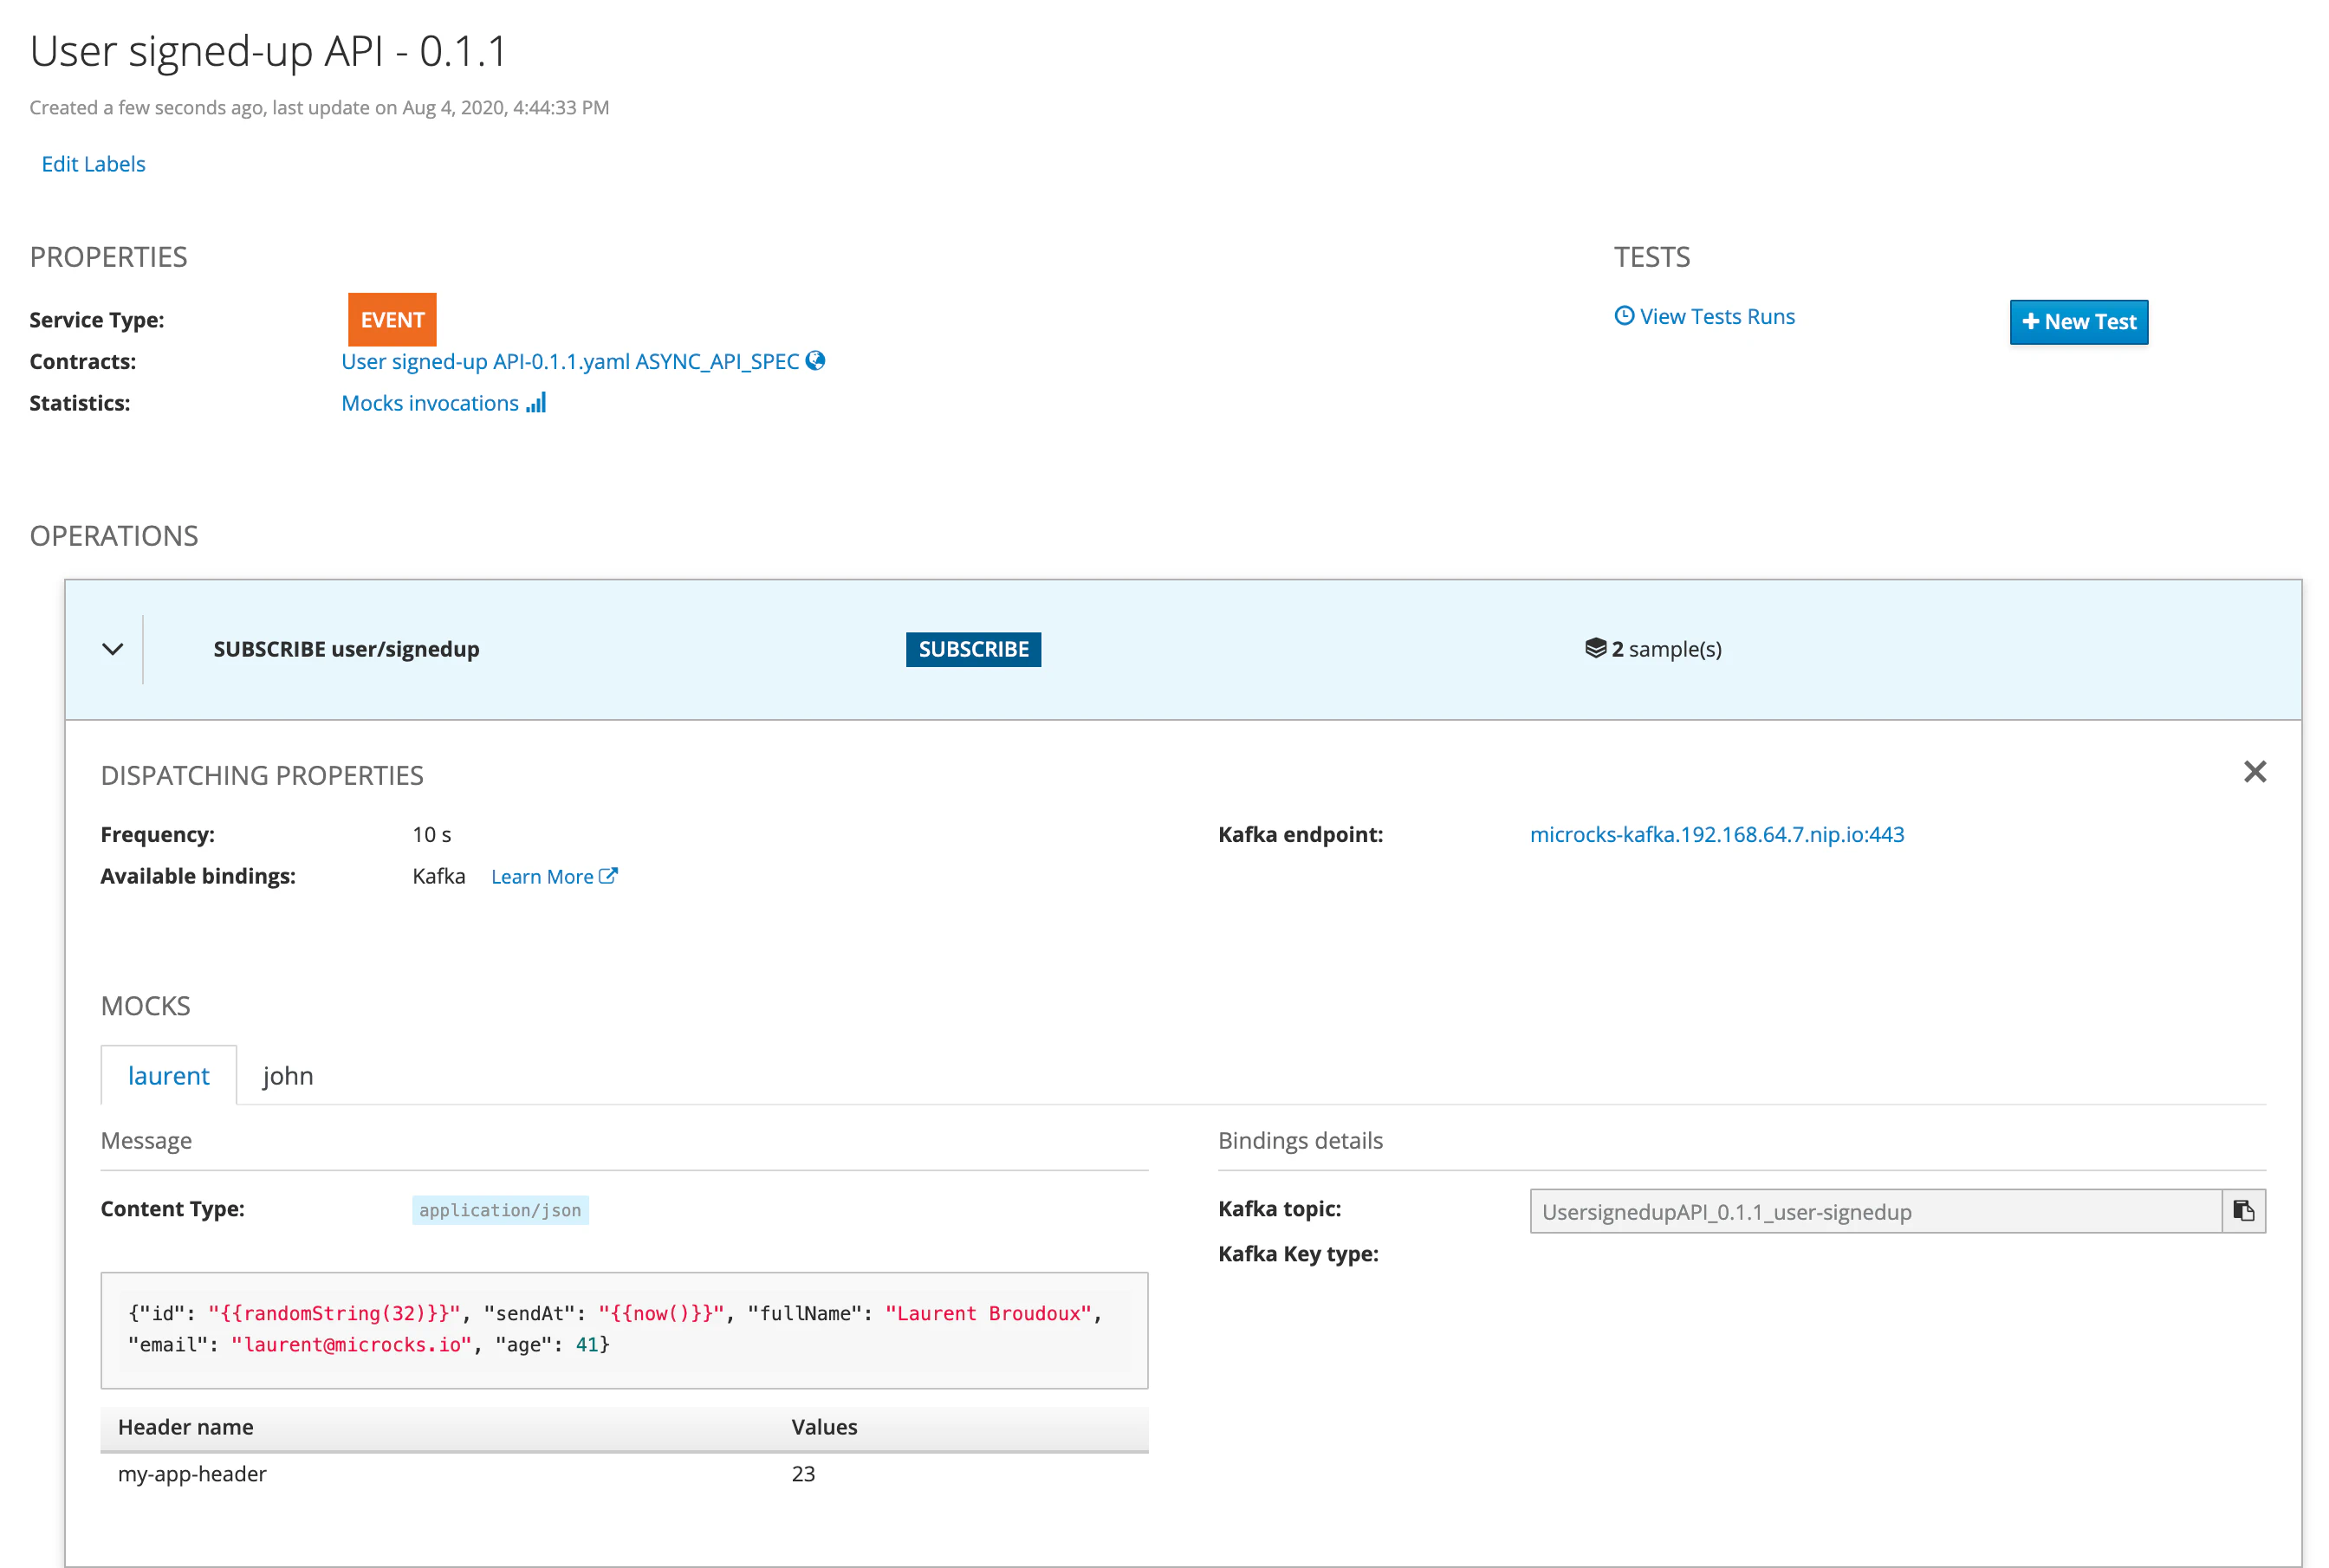 User signed-up API - 0.1.1
Created a few seconds ago, last update on Aug 4, 2020, 4:44:33 PM
Edit Labels
PROPERTIES
Service Type: EVENT
Contracts: User signed-up API-0.1.1.yaml ASYNC_API_SPEC
Statistics: Mocks invocations
TESTS
View Tests Runs
New Test
OPERATIONS
SUBSCRIBE user/signedup SUBSCRIBE 2 sample(s)
DISPATCHING PROPERTIES
Frequency: 10 s
Available bindings: Kafka Learn More
Kafka endpoint: microcks-kafka.192.168.64.7.nip.io:443
MOCKS
laurent john
Message
Content Type: application/json
{"id": "{{randomString(32)}}", "sendAt": "{{now()}}", "fullName": "Laurent Broudoux",
"email": "laurent@microcks.io", "age": 41}
Header name Values
my-app-header 23
Bindings details
Kafka topic: UsersignedupAPI_0.1.1_user-signedup
Kafka Key type: